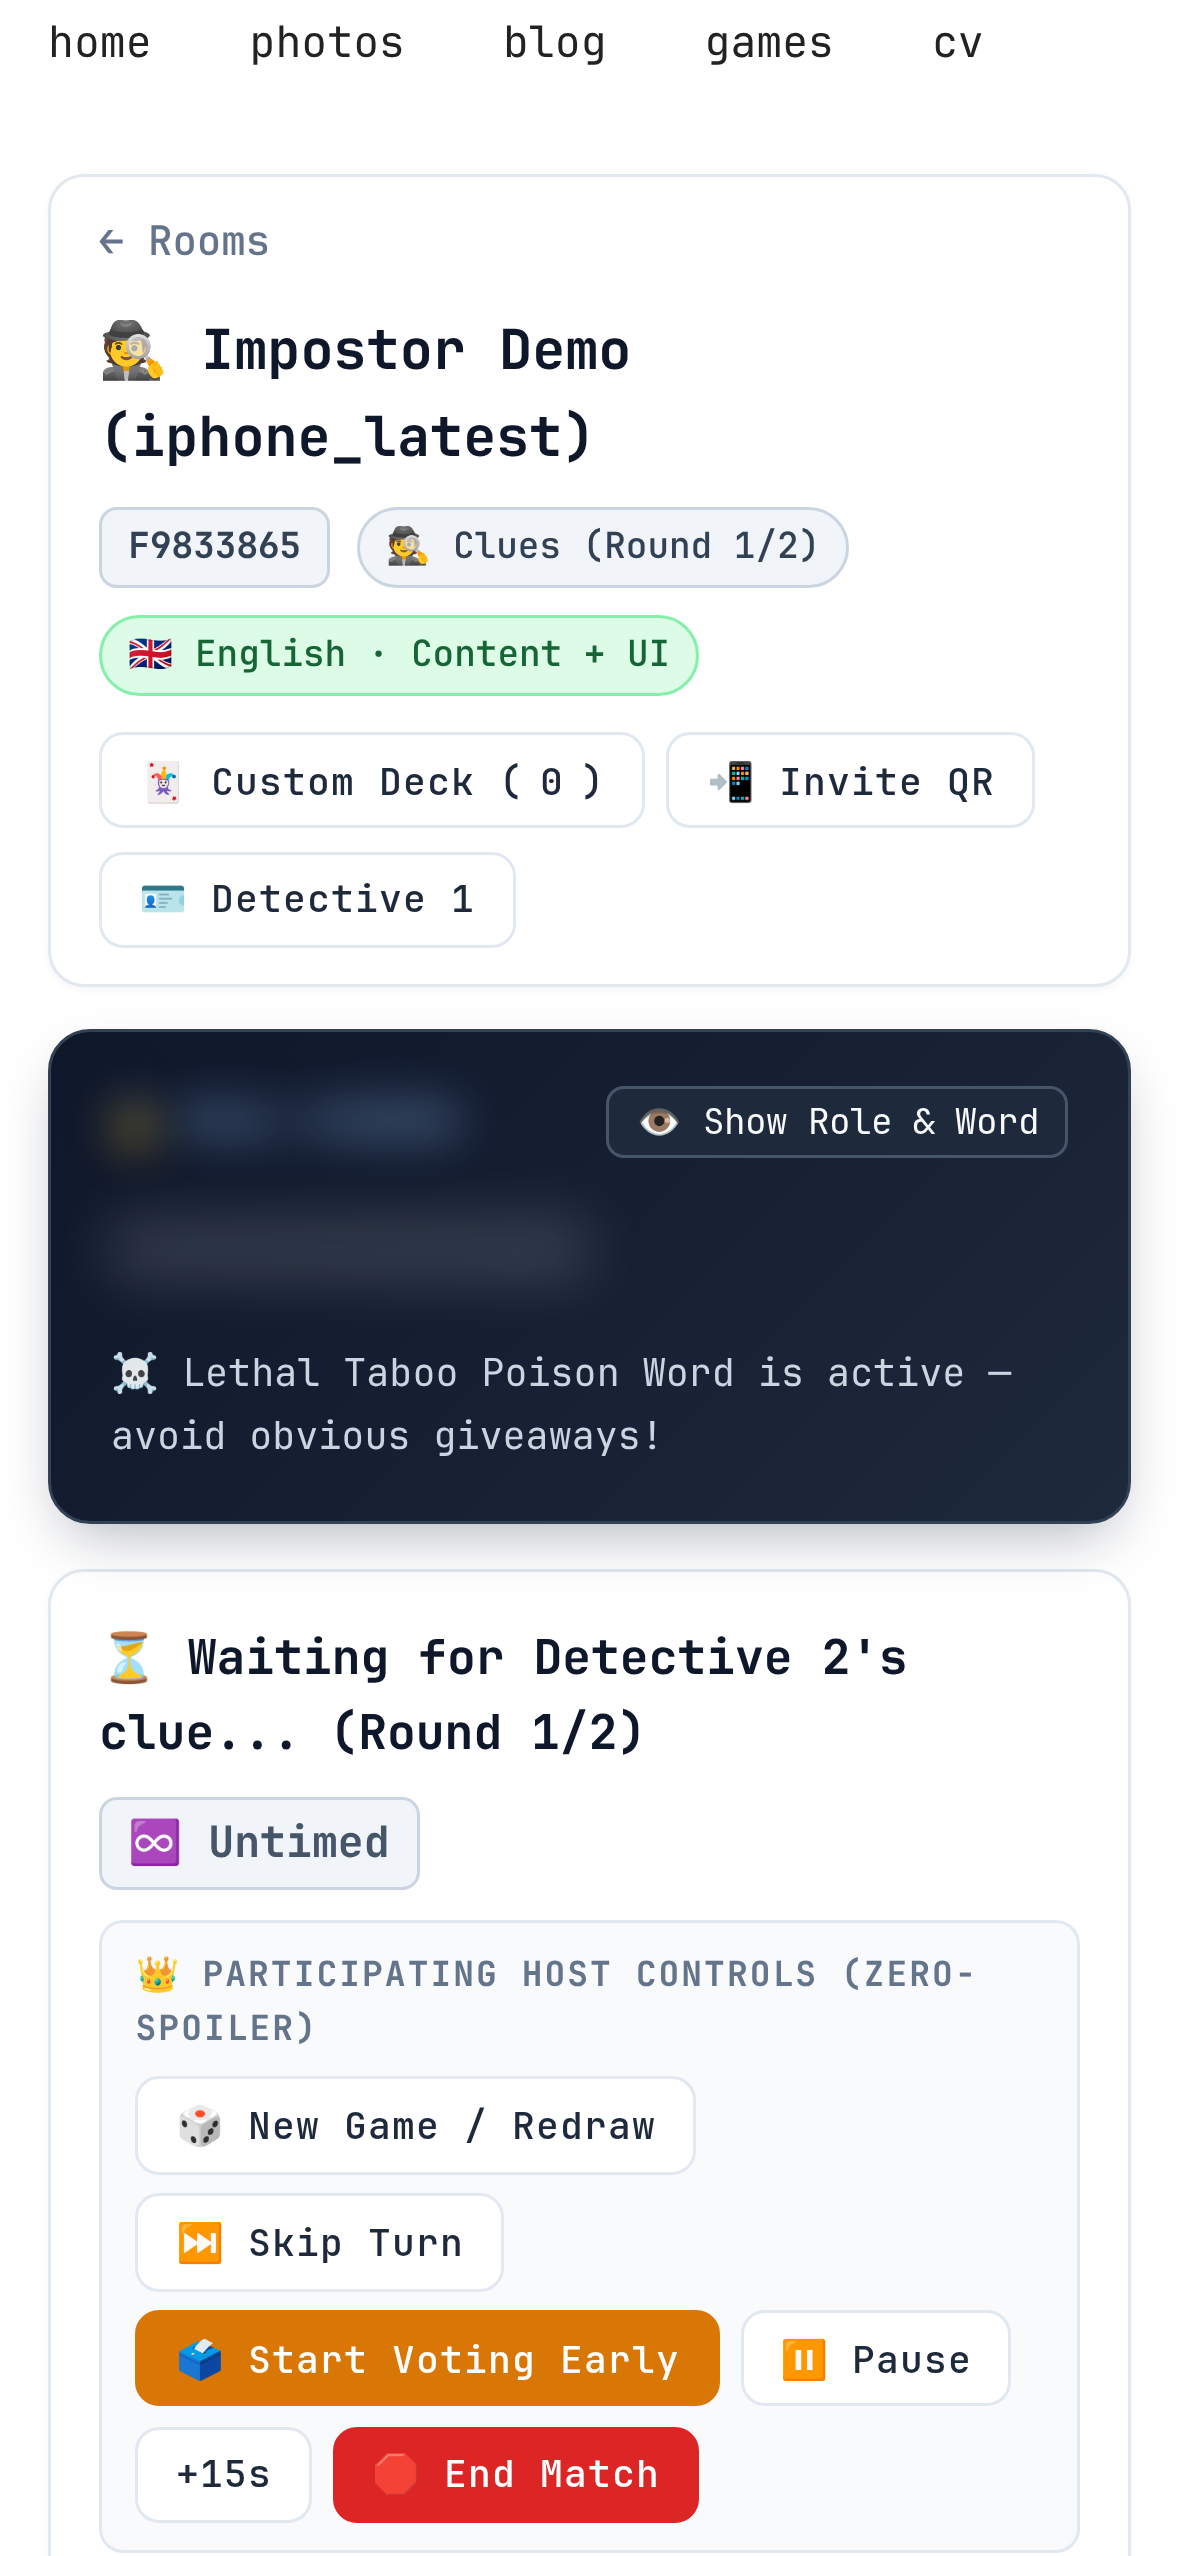 home photos blog games cv
← Rooms
🕵️ Impostor Demo
(iphone_latest)
F9833865 🕵️ Clues (Round 1/2)
🇬🇧 English · Content + UI
🃏 Custom Deck ( 0 ) 📲 Invite QR
🪪 Detective 1
👁️ Show Role & Word
☠️ Lethal Taboo Poison Word is active —
avoid obvious giveaways!
⏳ Waiting for Detective 2's
clue... (Round 1/2)
♾️ Untimed
👑 PARTICIPATING HOST CONTROLS (ZERO-
SPOILER)
🎲 New Game / Redraw
⏭️ Skip Turn
🗳️ Start Voting Early ⏸️ Pause
+15s 🛑 End Match